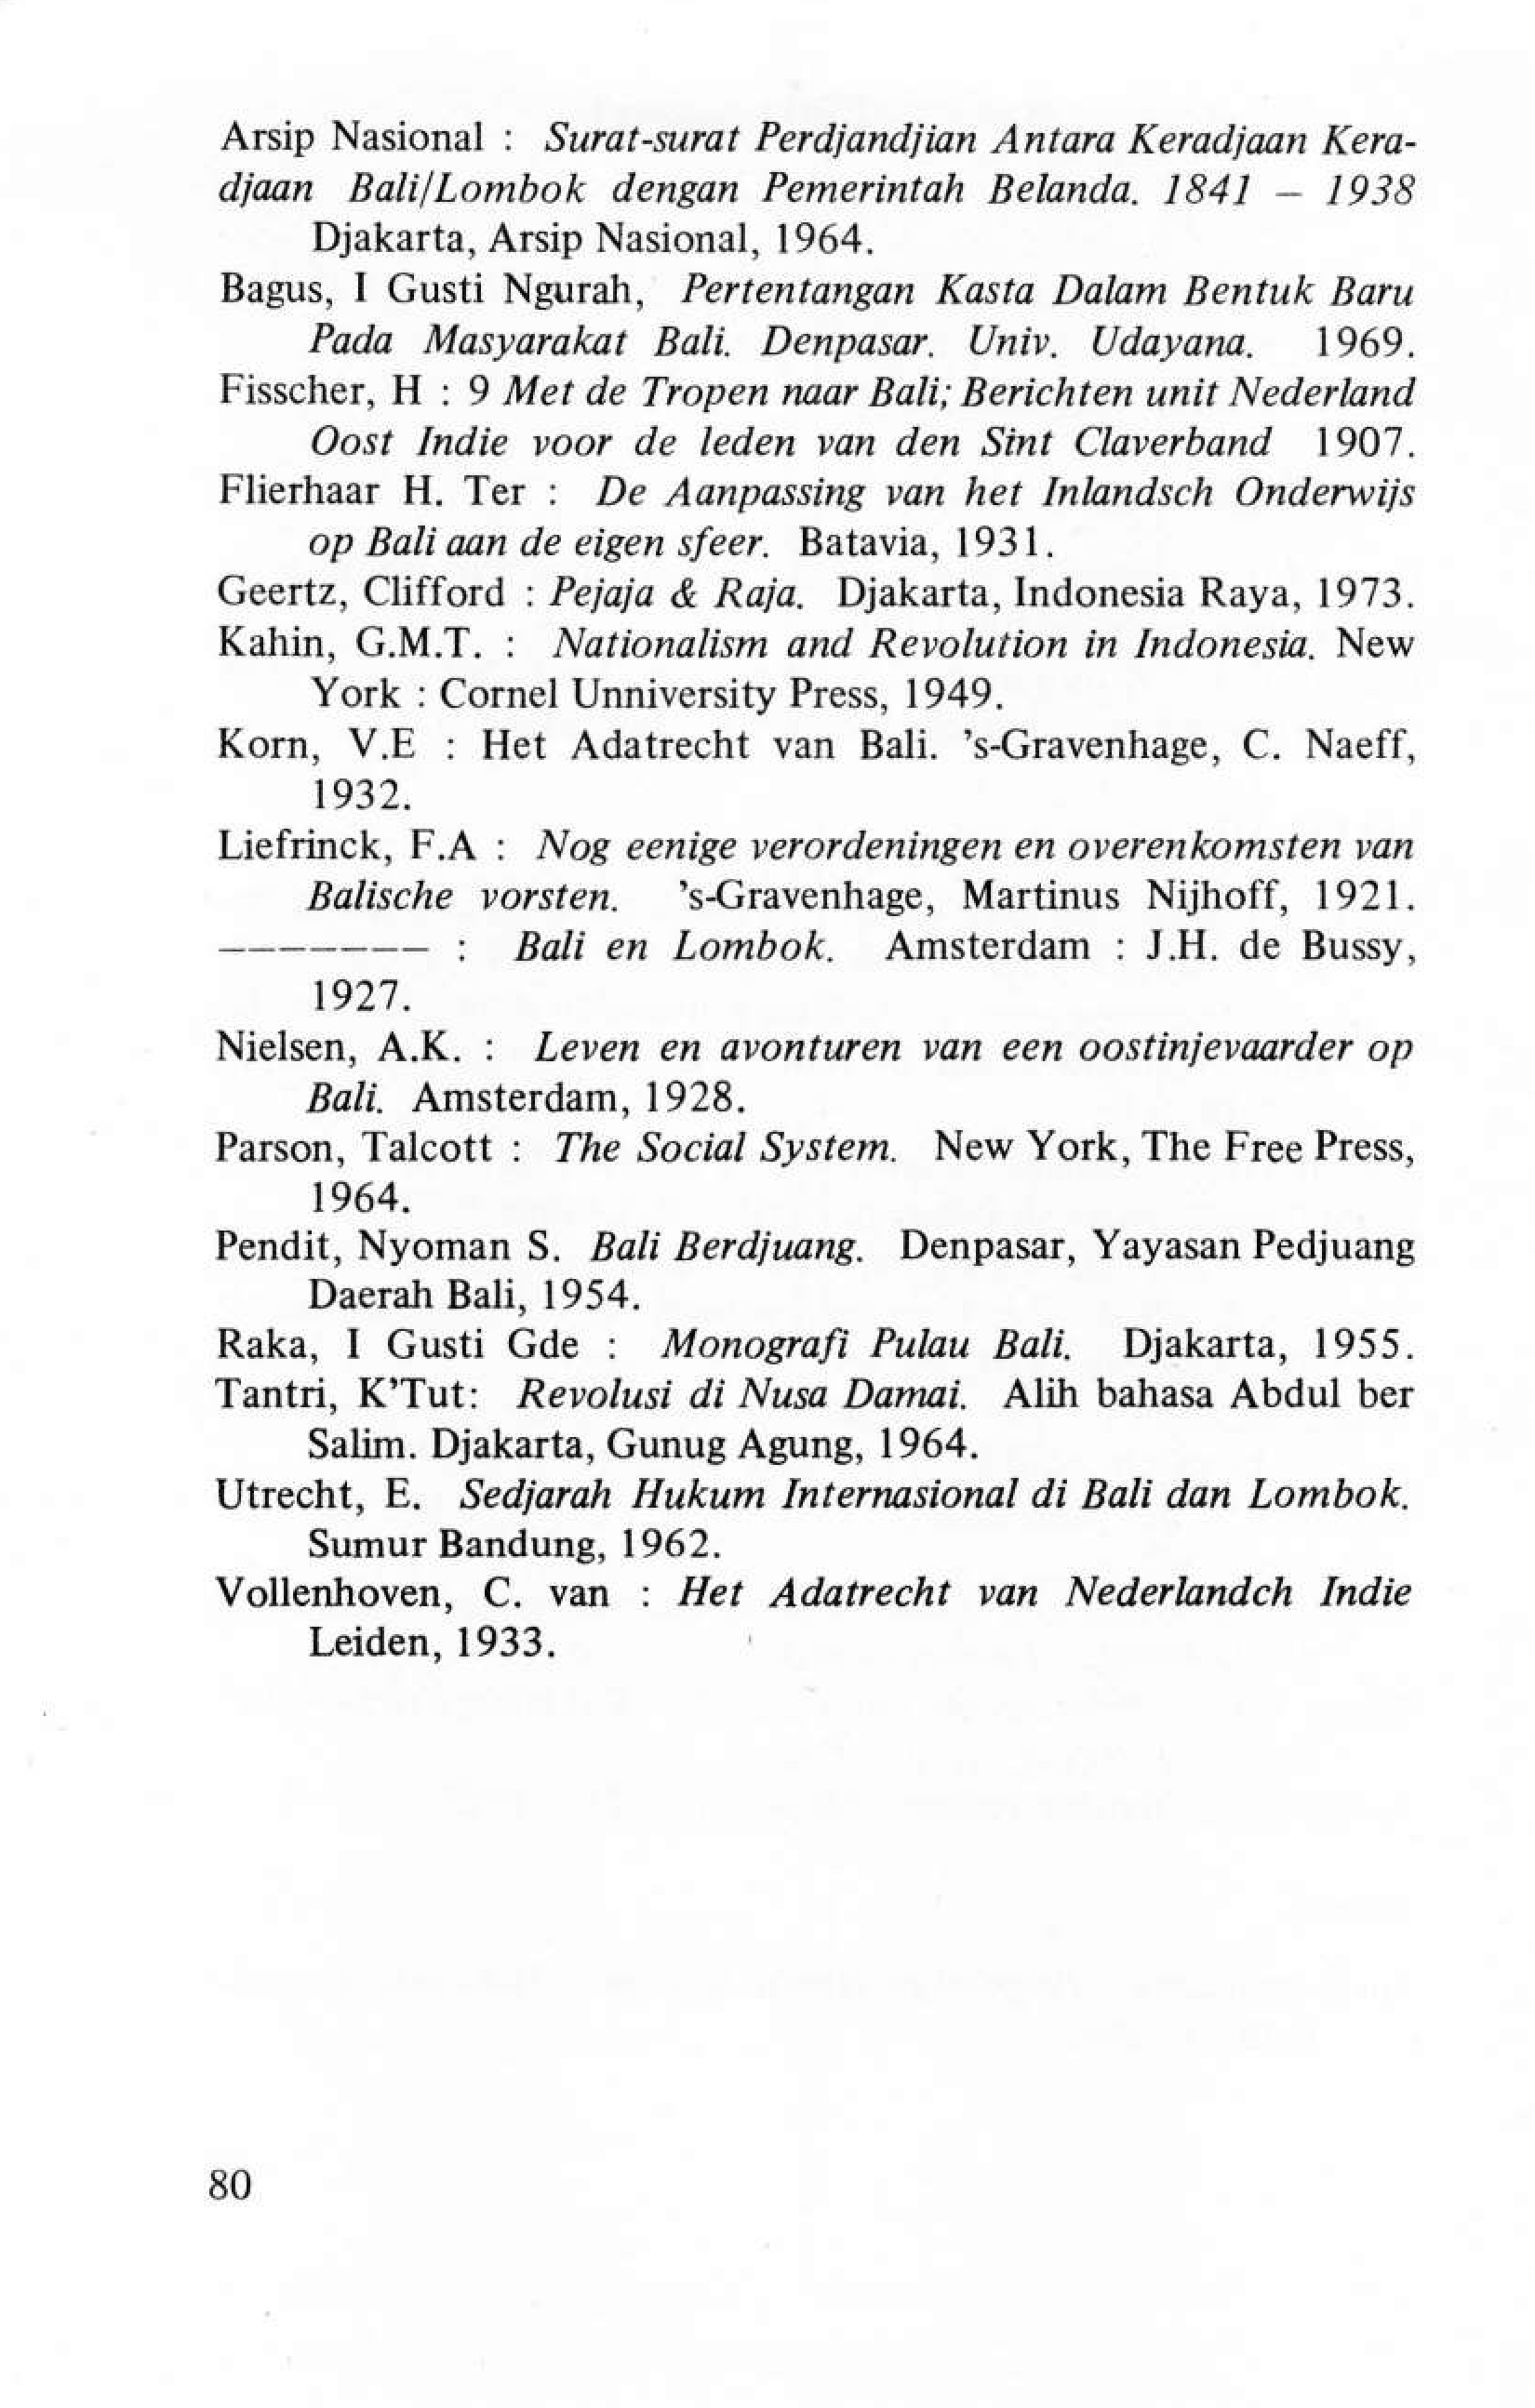 Arsip Nasional : Surat-surat Perdjandjian Antara Keradjaan Kera-
djaan Bali/Lombok dengan Pemerintah Belanda. 1841 – 1938
Djakarta, Arsip Nasional, 1964.
Bagus, I Gusti Ngurah, Pertentangan Kasta Dalam Bentuk Baru
Pada Masyarakat Bali. Denpasar. Univ. Udayana. 1969.
Fisscher, H : 9 Met de Tropen naar Bali; Berichten unit Nederland
Oost Indie voor de leden van den Sint Claverband 1907.
Flierhaar H. Ter : De Aanpassing van het Inlandsch Onderwijs
op Bali aan de eigen sfeer. Batavia, 1931.
Geertz, Clifford : Pejaja & Raja. Djakarta, Indonesia Raya, 1973.
Kahin, G.M.T. : Nationalism and Revolution in Indonesia. New
York : Cornel Unniversity Press, 1949.
Korn, V.E : Het Adatrecht van Bali. 's-Gravenhage, C. Naeff,
1932.
Liefrinck, F.A : Nog eenige verordeningen en overenkomsten van
Balische vorsten. 's-Gravenhage, Martinus Nijhoff, 1921.
------- : Bali en Lombok. Amsterdam : J.H. de Bussy,
1927.
Nielsen, A.K. : Leven en avonturen van een oostinjevaarder op
Bali. Amsterdam, 1928.
Parson, Talcott : The Social System. New York, The Free Press,
1964.
Pendit, Nyoman S. Bali Berdjuang. Denpasar, Yayasan Pedjuang
Daerah Bali, 1954.
Raka, I Gusti Gde : Monografi Pulau Bali. Djakarta, 1955.
Tantri, K'Tut: Revolusi di Nusa Damai. Alih bahasa Abdul ber
Salim. Djakarta, Gunug Agung, 1964.
Utrecht, E. Sedjarah Hukum Internasional di Bali dan Lombok.
Sumur Bandung, 1962.
Vollenhoven, C. van : Het Adatrecht van Nederlandch Indie
Leiden, 1933.
80